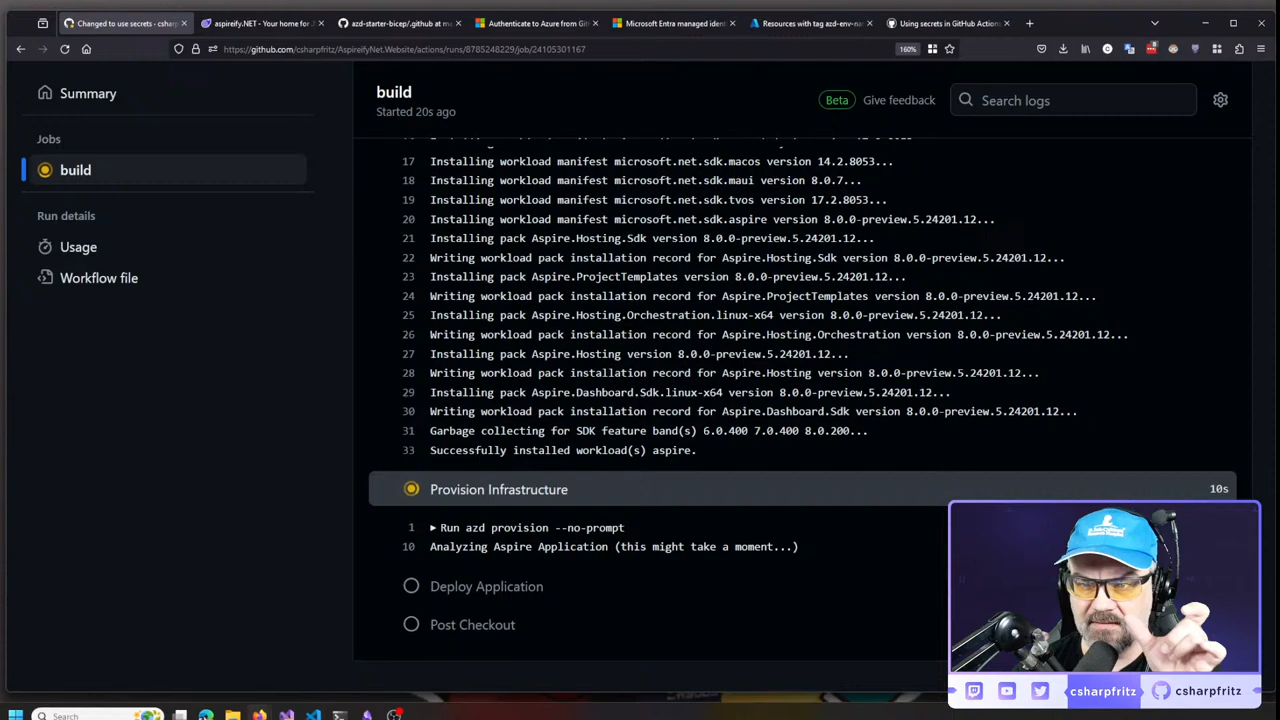 Changed to use secrets - csharp
aspireify.NET - Your home for .N
azd-starter-bicep/.github at m
Authenticate to Azure from Git
Microsoft Entra managed ident
Resources with tag azd-env-na
Using secrets in GitHub Action
https://github.com/csharpfritz/AspireifyNet.Website/actions/runs/8785248229/job/24105301167
160%
Summary
Jobs
build
Run details
Usage
Workflow file
build
Started 20s ago
Beta
Give feedback
Search logs
17 Installing workload manifest microsoft.net.sdk.macos version 14.2.8053...
18 Installing workload manifest microsoft.net.sdk.maui version 8.0.7...
19 Installing workload manifest microsoft.net.sdk.tvos version 17.2.8053...
20 Installing workload manifest microsoft.net.sdk.aspire version 8.0.0-preview.5.24201.12...
21 Installing pack Aspire.Hosting.Sdk version 8.0.0-preview.5.24201.12...
22 Writing workload pack installation record for Aspire.Hosting.Sdk version 8.0.0-preview.5.24201.12...
23 Installing pack Aspire.ProjectTemplates version 8.0.0-preview.5.24201.12...
24 Writing workload pack installation record for Aspire.ProjectTemplates version 8.0.0-preview.5.24201.12...
25 Installing pack Aspire.Hosting.Orchestration.linux-x64 version 8.0.0-preview.5.24201.12...
26 Writing workload pack installation record for Aspire.Hosting.Orchestration version 8.0.0-preview.5.24201.12...
27 Installing pack Aspire.Hosting version 8.0.0-preview.5.24201.12...
28 Writing workload pack installation record for Aspire.Hosting version 8.0.0-preview.5.24201.12...
29 Installing pack Aspire.Dashboard.Sdk.linux-x64 version 8.0.0-preview.5.24201.12...
30 Writing workload pack installation record for Aspire.Dashboard.Sdk version 8.0.0-preview.5.24201.12...
31 Garbage collecting for SDK feature band(s) 6.0.400 7.0.400 8.0.200...
33 Successfully installed workload(s) aspire.
Provision Infrastructure
10s
1 Run azd provision --no-prompt
10 Analyzing Aspire Application (this might take a moment...)
Deploy Application
Post Checkout
csharpfritz
csharpfritz
Search